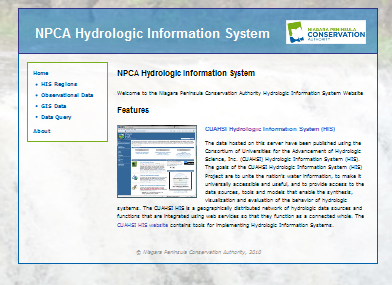 NPCA Hydrologic Information System
NIAGARA PENINSULA
CONSERVATION
AUTHORITY
Home
HIS Regions
Observational Data
GIS Data
Data Query
About
NPCA Hydrologic Information System
Welcome to the Niagara Peninsula Conservation Authority Hydrologic Information System Website
Features
CUAHSI Hydrologic Information System (HIS)
The data hosted on this server have been published using the
Consortium of Universities for the Advancement of Hydrologic
Science, Inc. (CUAHSI) Hydrologic Information System (HIS).
The goals of the CUAHSI Hydrologic Information System (HIS)
Project are to unite the nation's water information, to make it
universally accessible and useful, and to provide access to the
data sources, tools and models that enable the synthesis,
visualization and evaluation of the behavior of hydrologic
systems. The CUAHSI HIS is a geographically distributed network of hydrologic data sources and
functions that are integrated using web services so that they function as a connected whole. The
CUAHSI HIS website contains tools for implementing Hydrologic Information Systems.
© Niagara Peninsula Conservation Authority, 2010